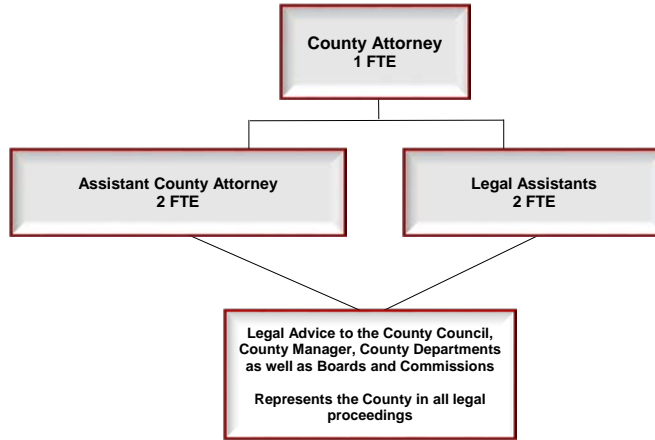 County Attorney
1 FTE
Assistant County Attorney
2 FTE
Legal Assistants
2 FTE
Legal Advice to the County Council,
County Manager, County Departments
as well as Boards and Commissions
Represents the County in all legal
proceedings